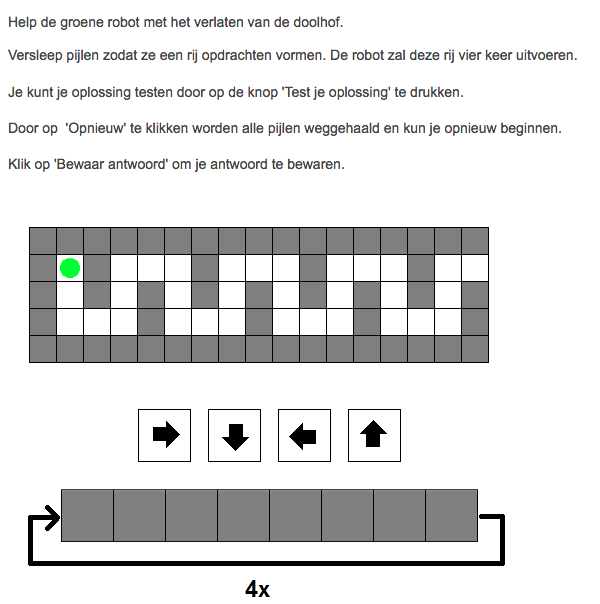 Help de groene robot met het verlaten van de doolhof.
Versleep pijlen zodat ze een rij opdrachten vormen. De robot zal deze rij vier keer uitvoeren.
Je kunt je oplossing testen door op de knop 'Test je oplossing' te drukken.
Door op  'Opnieuw' te klikken worden alle pijlen weggehaald en kun je opnieuw beginnen.
Klik op 'Bewaar antwoord' om je antwoord te bewaren.
4x